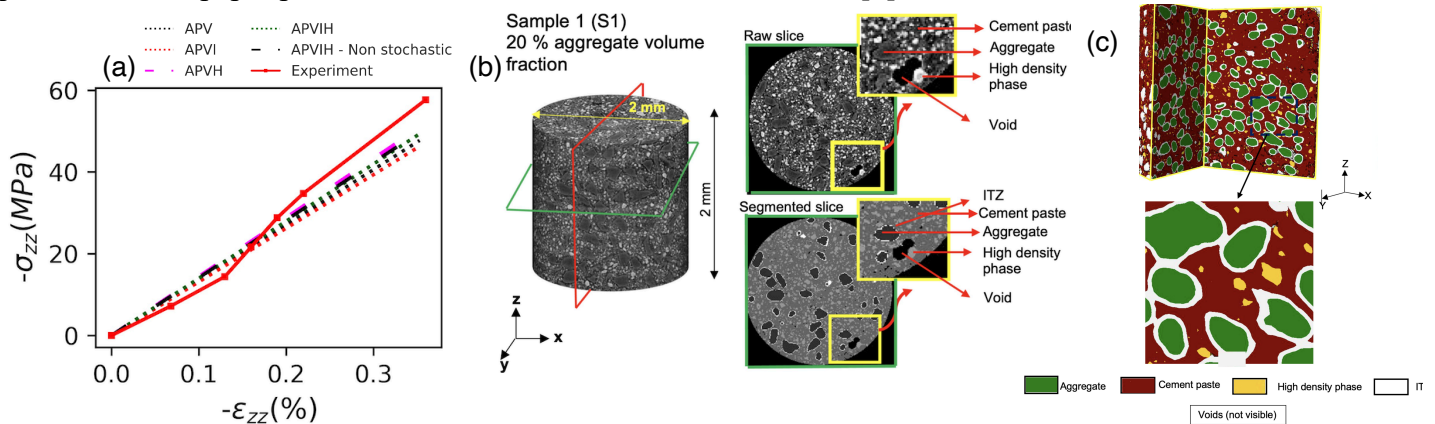 (a)
APV
APVI
APVH
APVIH
APVIH - Non stochastic
Experiment
60
40
20
0
-σzz(MPa)
0.0
0.1
0.2
0.3
-εzz(%)
(b)
Sample 1 (S1)
20 % aggregate volume
fraction
2 mm
2 mm
z
x
y
Raw slice
Cement paste
Aggregate
High density
phase
Void
Segmented slice
ITZ
Cement paste
Aggregate
High density
phase
Void
(c)
Z
X
Y
Aggregate
Cement paste
High density phase
IT
Voids (not visible)